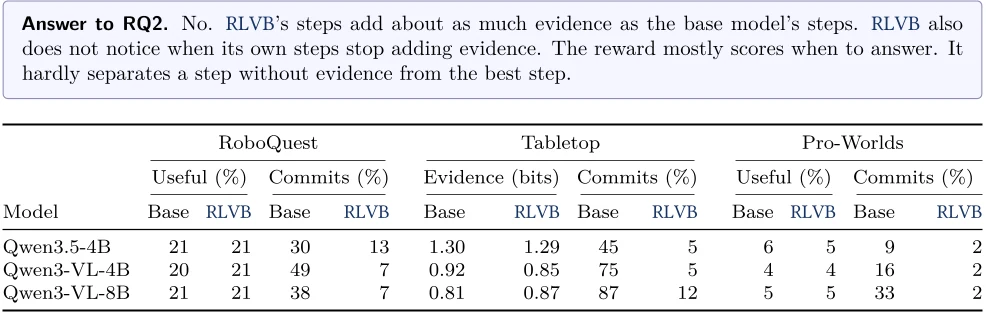 Answer to RQ2. No. RLVB's steps add about as much evidence as the base model's steps. RLVB also
does not notice when its own steps stop adding evidence. The reward mostly scores when to answer. It
hardly separates a step without evidence from the best step.
RoboQuest Tabletop Pro-Worlds
Useful (%) Commits (%) Evidence (bits) Commits (%) Useful (%) Commits (%)
Model Base RLVB Base RLVB Base RLVB Base RLVB Base RLVB Base RLVB
Qwen3.5-4B 21 21 30 13 1.30 1.29 45 5 6 5 9 2
Qwen3-VL-4B 20 21 49 7 0.92 0.85 75 5 4 4 16 2
Qwen3-VL-8B 21 21 38 7 0.81 0.87 87 12 5 5 33 2